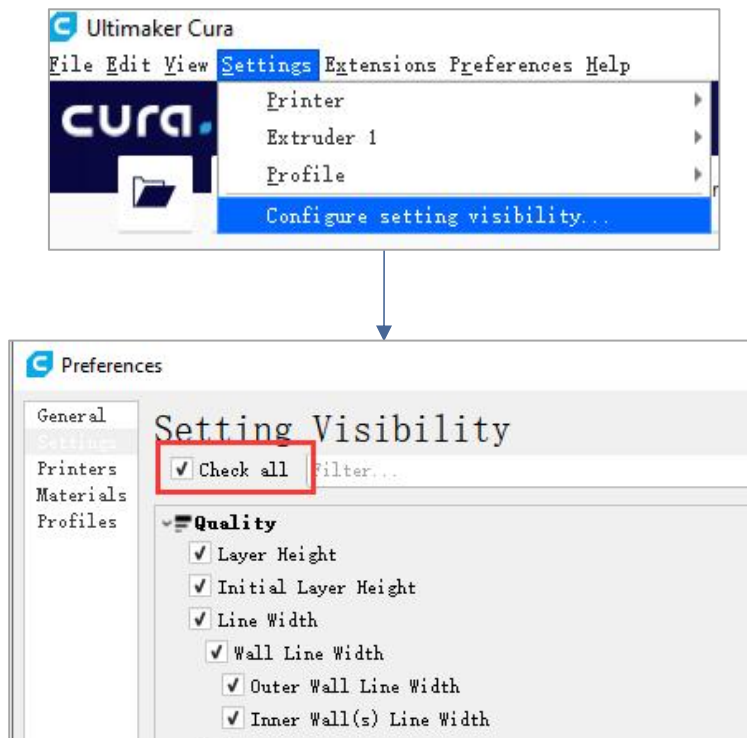 Ultimaker Cura
File Edit View Settings Extensions Preferences Help
cura.
Printer
Extruder 1
Profile
Configure setting visibility...
Preferences
General
Settings
Printers
Materials
Profiles
Setting Visibility
Check all Filter...
Quality
Layer Height
Initial Layer Height
Line Width
Wall Line Width
Outer Wall Line Width
Inner Wall(s) Line Width